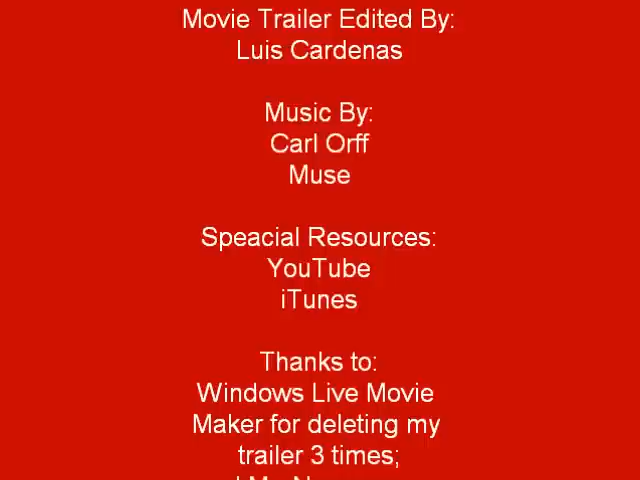 Movie Trailer Edited By:
Luis Cardenas
Music By:
Carl Orff
Muse
Speacial Resources:
YouTube
iTunes
Thanks to:
Windows Live Movie
Maker for deleting my
trailer 3 times;